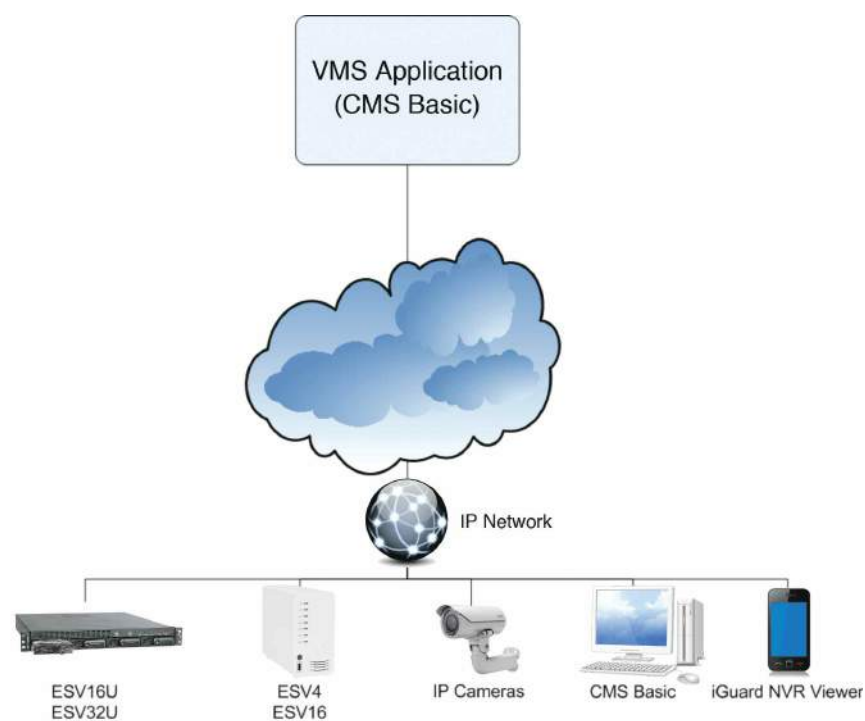 VMS Application
(CMS Basic)
IP Network
ESV16U
ESV32U
ESV4
ESV16
IP Cameras
CMS Basic
iGuard NVR Viewer